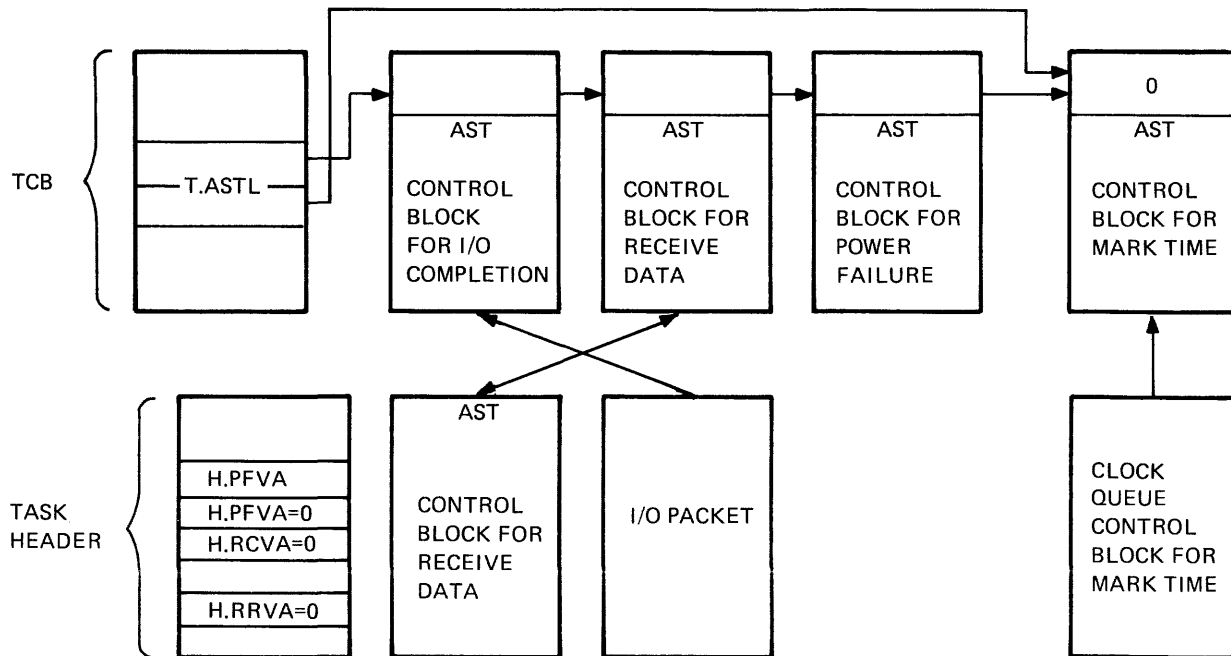 TCB
T.ASTL
AST
CONTROL
BLOCK
FOR I/O
COMPLETION
AST
CONTROL
BLOCK FOR
RECEIVE
DATA
AST
CONTROL
BLOCK FOR
POWER
FAILURE
0
AST
CONTROL
BLOCK FOR
MARK TIME
TASK
HEADER
H.PFVA
H.PFVA=0
H.RCVA=0
H.RRVA=0
AST
CONTROL
BLOCK FOR
RECEIVE
DATA
I/O PACKET
CLOCK
QUEUE
CONTROL
BLOCK FOR
MARK TIME